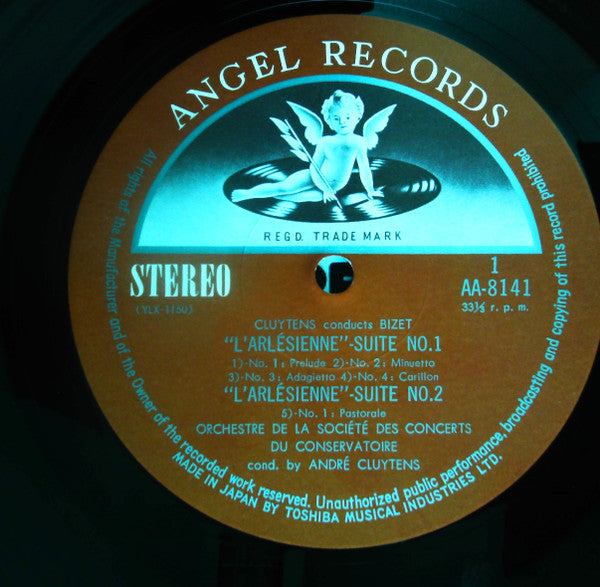 ANGEL RECORDS
REGD. TRADE MARK
STEREO
(YLX-1150)
1
AA-8141
33⅓ r. p. m.
CLUYTENS conducts BIZET
"L'ARLÉSIENNE"-SUITE NO.1
1)-No. 1: Prelude 2)-No. 2: Minuetto
3)-No. 3: Adagietto 4)-No. 4: Carillon
"L'ARLÉSIENNE"-SUITE NO.2
5)-No. 1: Pastorale
ORCHESTRE DE LA SOCIÉTÉ DES CONCERTS
DU CONSERVATOIRE
cond. by ANDRÉ CLUYTENS
All rights of the Manufacturer and of the Owner of the recorded work reserved. Unauthorized public performance, broadcasting and copying of this record prohibited
MADE IN JAPAN BY TOSHIBA MUSICAL INDUSTRIES LTD.